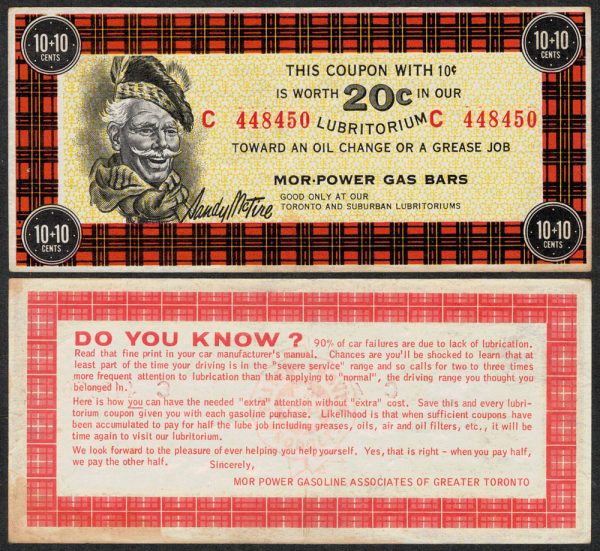 10+10
CENTS
10+10
CENTS
THIS COUPON WITH 10¢
IS WORTH 20¢ IN OUR
C 448450 LUBRITORIUM C 448450
TOWARD AN OIL CHANGE OR A GREASE JOB
MOR-POWER GAS BARS
GOOD ONLY AT OUR
TORONTO AND SUBURBAN LUBRITORIUMS
Sandy McTire
10+10
CENTS
10+10
CENTS
DO YOU KNOW? 90% of car failures are due to lack of lubrication.
Read that fine print in your car manufacturer's manual. Chances are you'll be shocked to learn that at
least part of the time your driving is in the "severe service" range and so calls for two to three times
more frequent attention to lubrication than that applying to "normal", the driving range you thought you
belonged in.
Here is how you can have the needed "extra" attention without "extra" cost. Save this and every lubri-
torium coupon given you with each gasoline purchase. Likelihood is that when sufficient coupons have
been accumulated to pay for half the lube job including greases, oils, air and oil filters, etc., it will be
time again to visit our lubritorium.
We look forward to the pleasure of ever helping you help yourself. Yes, that is right - when you pay half,
we pay the other half. Sincerely,
MOR POWER GASOLINE ASSOCIATES OF GREATER TORONTO